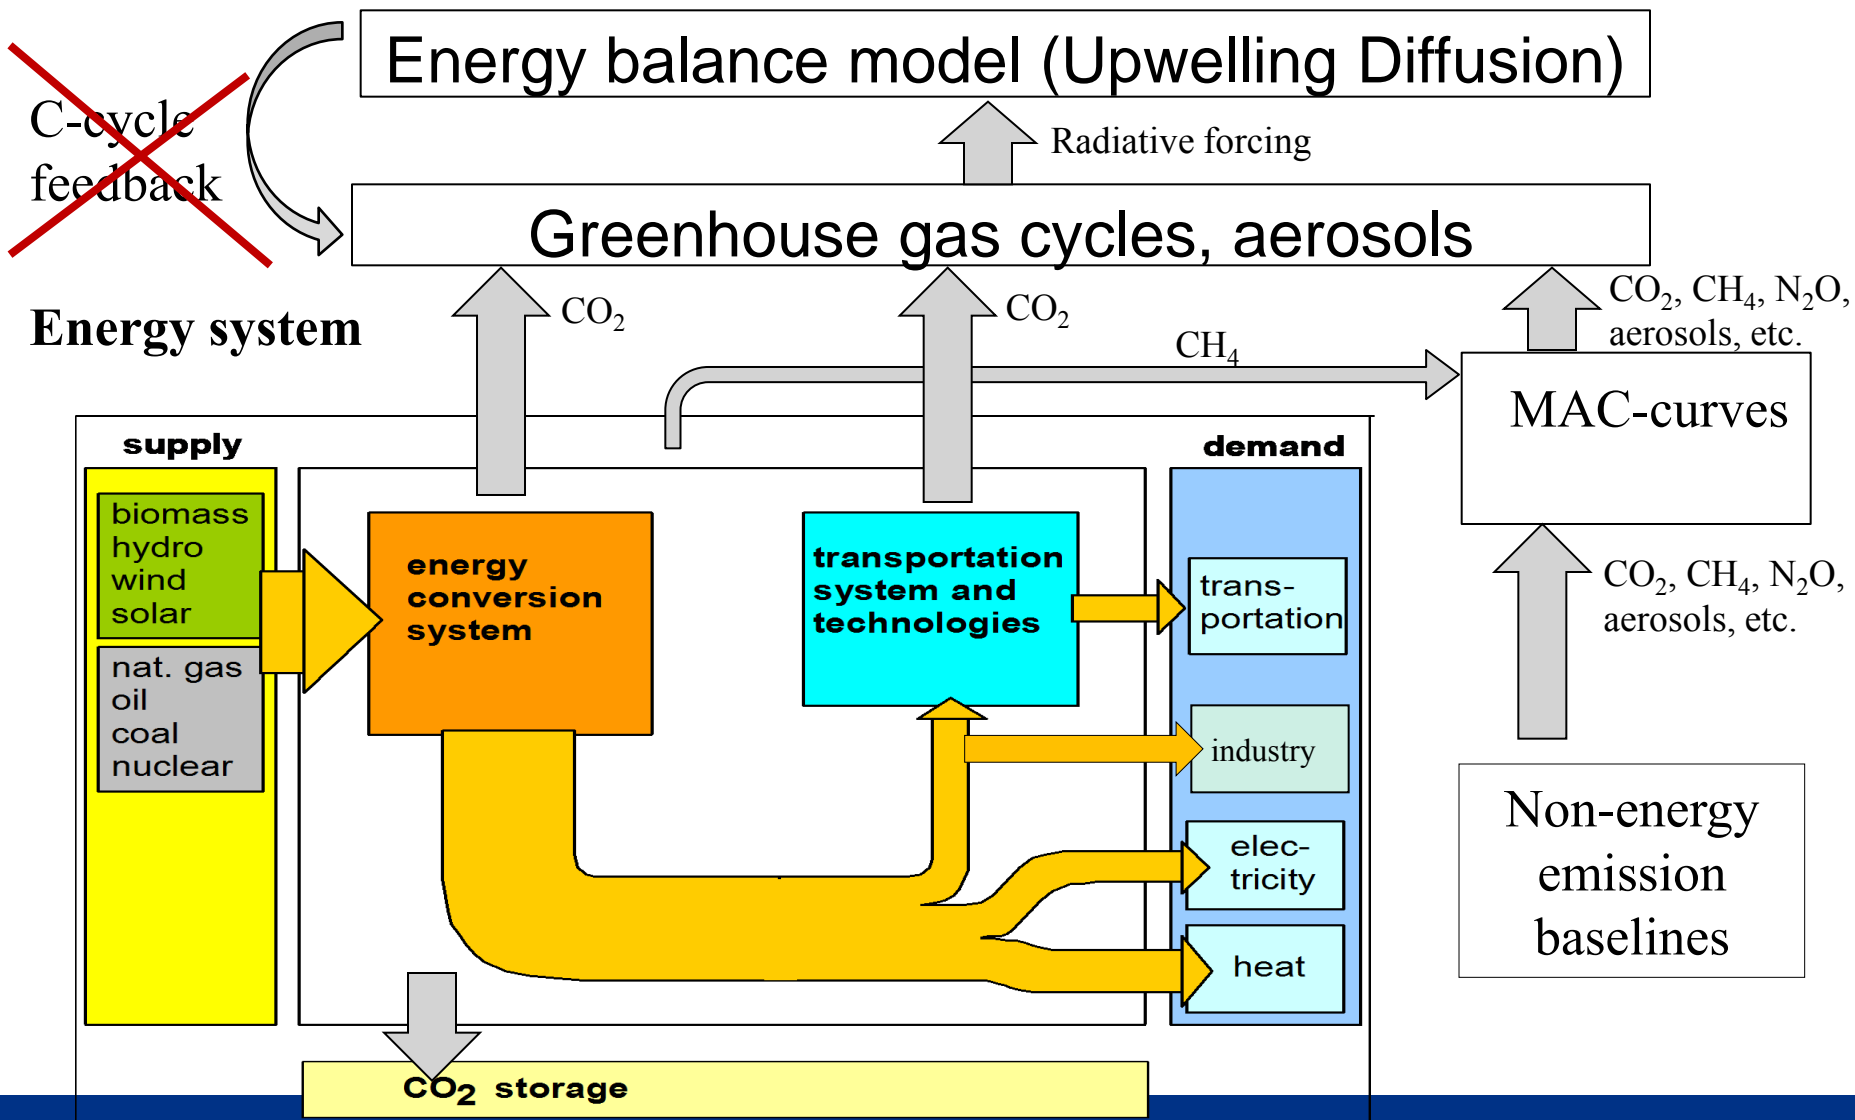 Energy balance model (Upwelling Diffusion)
C-cycle
feedback
Radiative forcing
Greenhouse gas cycles, aerosols
Energy system
CO₂
CO₂
CH₄
CO₂, CH₄, N₂O,
aerosols, etc.
MAC-curves
supply
demand
biomass
hydro
wind
solar
nat. gas
oil
coal
nuclear
energy
conversion
system
transportation
system and
technologies
trans-
portation
industry
elec-
tricity
heat
CO₂, CH₄, N₂O,
aerosols, etc.
Non-energy
emission
baselines
CO₂ storage